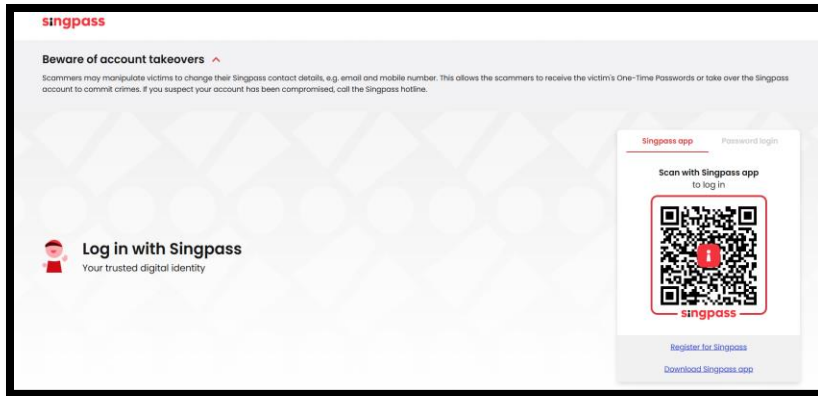 singpass
Beware of account takeovers
Scammers may manipulate victims to change their Singpass contact details, e.g. email and mobile number. This allows the scammers to receive the victim's One-Time Passwords or take over the Singpass
account to commit crimes. If you suspect your account has been compromised, call the Singpass hotline.
Singpass app Password login
Scan with Singpass app
to log in
singpass
Log in with Singpass
Your trusted digital identity
Register for Singpass
Download Singpass app